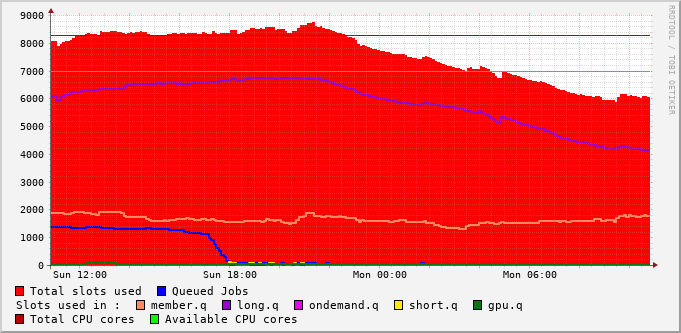 9000
8000
7000
6000
5000
4000
3000
2000
1000
0
Sun 12:00 Sun 18:00 Mon 00:00 Mon 06:00
RRDTOOL / TOBI OETIKER
Total slots used Queued Jobs
Slots used in : member.q long.q ondemand.q short.q gpu.q
Total CPU cores Available CPU cores